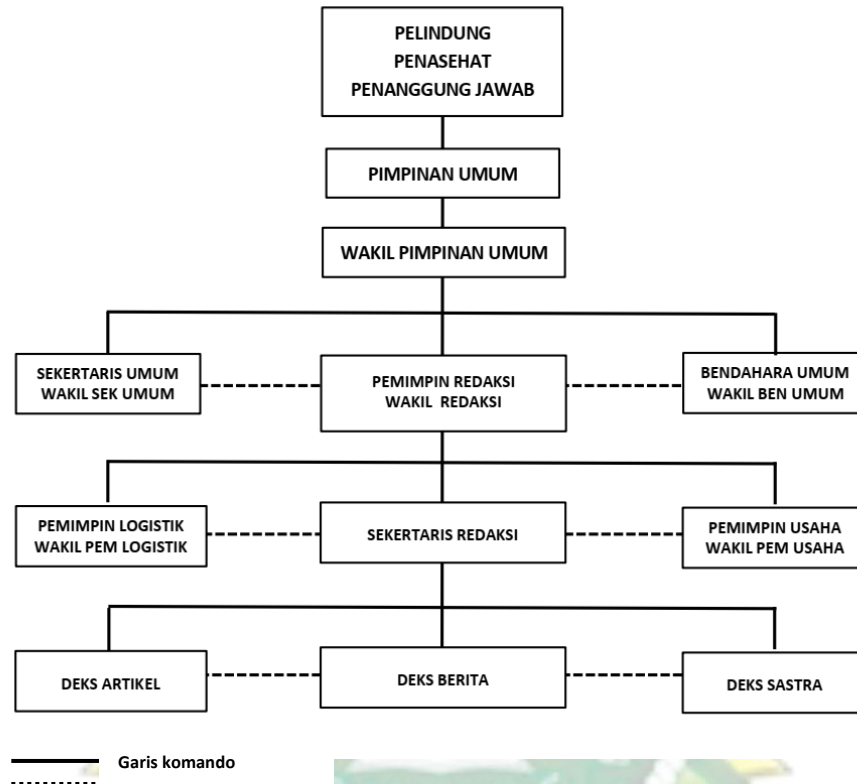 PELINDUNG
PENASEHAT
PENANGGUNG JAWAB
PIMPINAN UMUM
WAKIL PIMPINAN UMUM
SEKERTARIS UMUM
WAKIL SEK UMUM
PEMIMPIN REDAKSI
WAKIL REDAKSI
BENDAHARA UMUM
WAKIL BEN UMUM
PEMIMPIN LOGISTIK
WAKIL PEM LOGISTIK
SEKERTARIS REDAKSI
PEMIMPIN USAHA
WAKIL PEM USAHA
DEKS ARTIKEL
DEKS BERITA
DEKS SASTRA
Garis komando